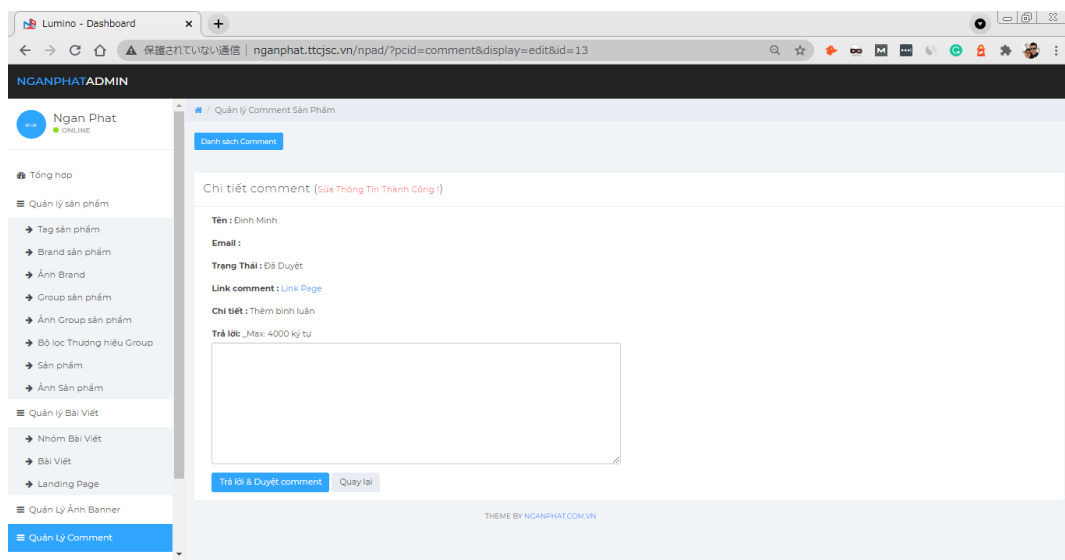 Lumino - Dashboard
保護されていない通信 | nganphat.ttcjsc.vn/npad/?pcid=comment&display=edit&id=13
NGANPHATADMIN
Ngan Phat
ONLINE
/ Quản lý Comment Sản Phẩm
Danh sách Comment
Tổng hợp
Quản lý sản phẩm
Tag sản phẩm
Brand sản phẩm
Ảnh Brand
Group sản phẩm
Ảnh Group sản phẩm
Bộ lọc Thương hiệu Group
Sản phẩm
Ảnh Sản phẩm
Quản lý Bài Viết
Nhóm Bài Viết
Bài Viết
Landing Page
Quản Lý Ảnh Banner
Quản Lý Comment
Chi tiết comment (Sửa Thông Tin Thành Công !)
Tên : Đinh Minh
Email :
Trạng Thái : Đã Duyệt
Link comment : Link Page
Chi tiết : Thêm bình luận
Trả lời: _Max: 4000 ký tự
Trả lời & Duyệt comment
Quay lại
THEME BY NGANPHAT.COM.VN